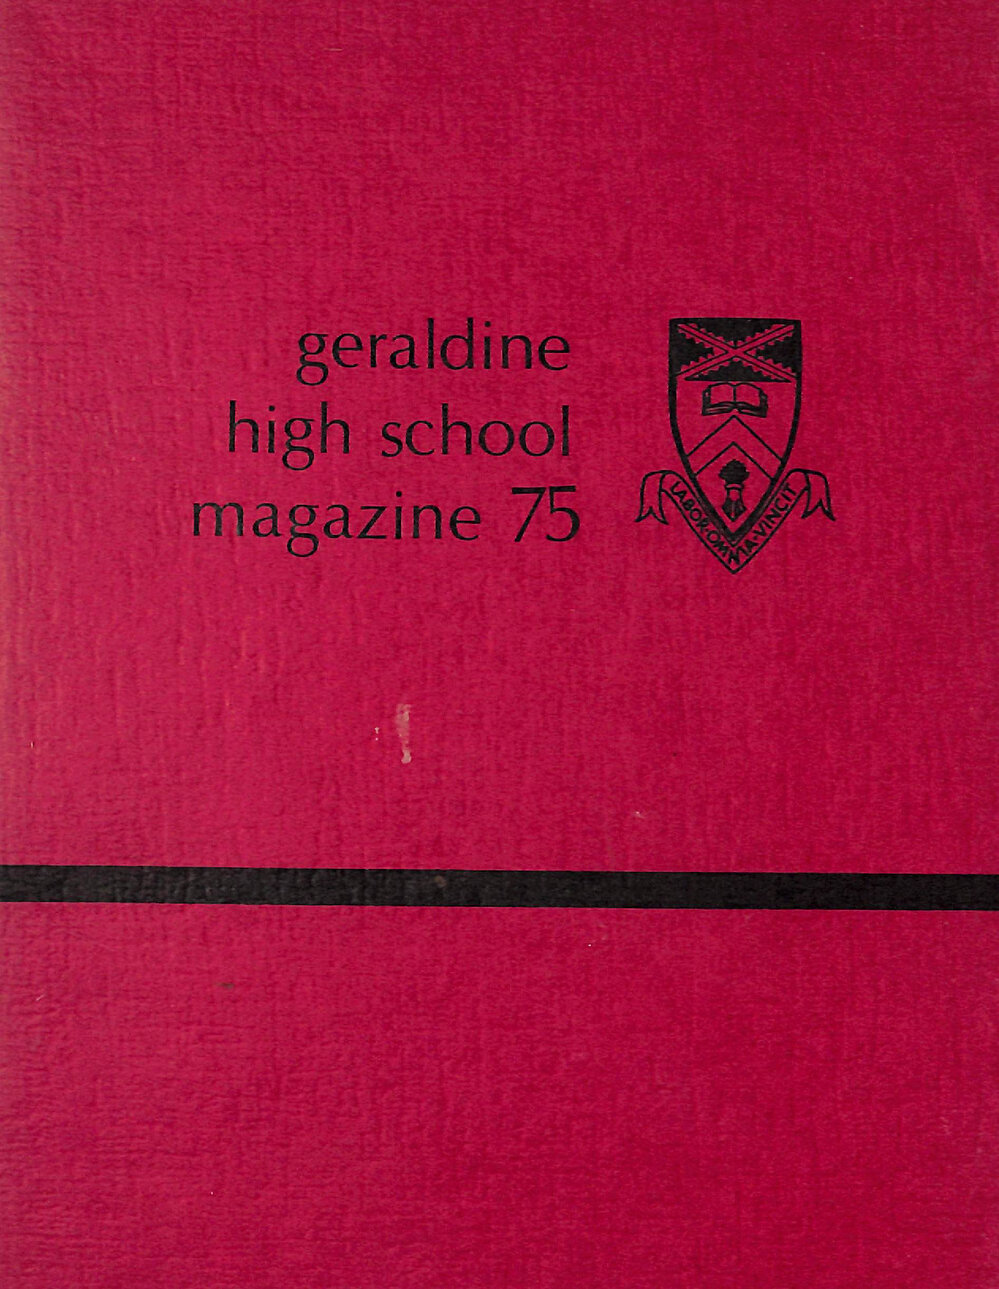 geraldine
high school
magazine 75
LABOR·OMNIA·VINCIT